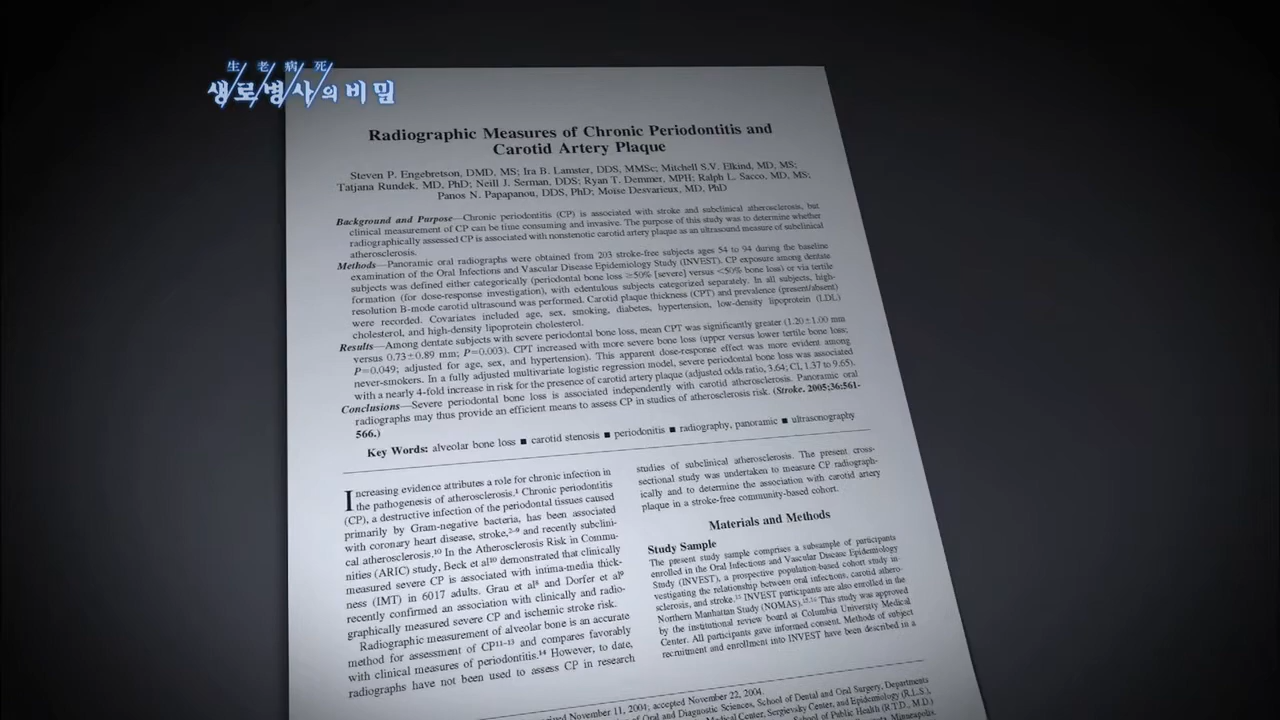 生老病死
생로병사의 비밀
Radiographic Measures of Chronic Periodontitis and
Carotid Artery Plaque
Steven P. Engebretson, DMD, MS; Ira B. Lamster, DDS, MMSc; Mitchell S.V. Elkind, MD, MS;
Tatjana Rundek, MD, PhD; Neill J. Serman, DDS; Ryan T. Demmer, MPH; Ralph L. Sacco, MD, MS;
Panos N. Papapanou, DDS, PhD; Moïse Desvarieux, MD, PhD
Background and Purpose—Chronic periodontitis (CP) is associated with stroke and subclinical atherosclerosis, but
clinical measurement of CP can be time consuming and invasive. The purpose of this study was to determine whether
radiographically assessed CP is associated with nonstenotic carotid artery plaque as an ultrasound measure of subclinical
atherosclerosis.
Methods—Panoramic oral radiographs were obtained from 203 stroke-free subjects ages 54 to 94 during the baseline
examination of the Oral Infections and Vascular Disease Epidemiology Study (INVEST). CP exposure among dentate
subjects was defined either categorically (periodontal bone loss ≥50% [severe] versus <50% bone loss) or via tertile
formation (for dose-response investigation), with edentulous subjects categorized separately. In all subjects, high-
resolution B-mode carotid ultrasound was performed. Carotid plaque thickness (CPT) and prevalence (present/absent)
were recorded. Covariates included age, sex, smoking, diabetes, hypertension, low-density lipoprotein (LDL)
cholesterol, and high-density lipoprotein cholesterol.
Results—Among dentate subjects with severe periodontal bone loss, mean CPT was significantly greater (1.20±1.00 mm
versus 0.73±0.89 mm; P=0.003). CPT increased with more severe bone loss (upper versus lower tertile bone loss;
P=0.049; adjusted for age, sex, and hypertension). This apparent dose-response effect was more evident among
never-smokers. In a fully adjusted multivariate logistic regression model, severe periodontal bone loss was associated
with a nearly 4-fold increase in risk for the presence of carotid artery plaque (adjusted odds ratio, 3.64; CI, 1.37 to 9.65).
Conclusions—Severe periodontal bone loss is associated independently with carotid atherosclerosis. Panoramic oral
radiographs may thus provide an efficient means to assess CP in studies of atherosclerosis risk. (Stroke. 2005;36:561-
566.)
Key Words: alveolar bone loss ■ carotid stenosis ■ periodonitis ■ radiography, panoramic ■ ultrasonography
Increasing evidence attributes a role for chronic infection in
the pathogenesis of atherosclerosis.1 Chronic periodontitis
(CP), a destructive infection of the periodontal tissues caused
primarily by Gram-negative bacteria, has been associated
with coronary heart disease, stroke,2–9 and recently subclini-
cal atherosclerosis.10 In the Atherosclerosis Risk in Commu-
nities (ARIC) study, Beck et al10 demonstrated that clinically
measured severe CP is associated with intima-media thick-
ness (IMT) in 6017 adults. Grau et al8 and Dorfer et al9
recently confirmed an association with clinically and radio-
graphically measured severe CP and ischemic stroke risk.
Radiographic measurement of alveolar bone is an accurate
method for assessment of CP11–13 and compares favorably
with clinical measures of periodontitis.14 However, to date,
radiographs have not been used to assess CP in research
studies of subclinical atherosclerosis. The present cross-
sectional study was undertaken to measure CP radiograph-
ically and to determine the association with carotid artery
plaque in a stroke-free community-based cohort.
Materials and Methods
Study Sample
The present study sample comprises a subsample of participants
enrolled in the Oral Infections and Vascular Disease Epidemiology
Study (INVEST), a prospective population-based cohort study in-
vestigating the relationship between oral infections, carotid athero-
sclerosis, and stroke.15 INVEST participants are also enrolled in the
Northern Manhattan Study (NOMAS). This study was approved
by the institutional review board at Columbia University Medical
Center. All participants gave informed consent. Methods of subject
recruitment and enrollment into INVEST have been described in a
November 11, 2004; accepted November 22, 2004.
of Oral and Diagnostic Sciences, School of Dental and Oral Surgery, Departments
Medical Center, Sergievsky Center, and Epidemiology (R.L.S.),
School of Public Health (R.T.D., M.D.)
Minneapolis.